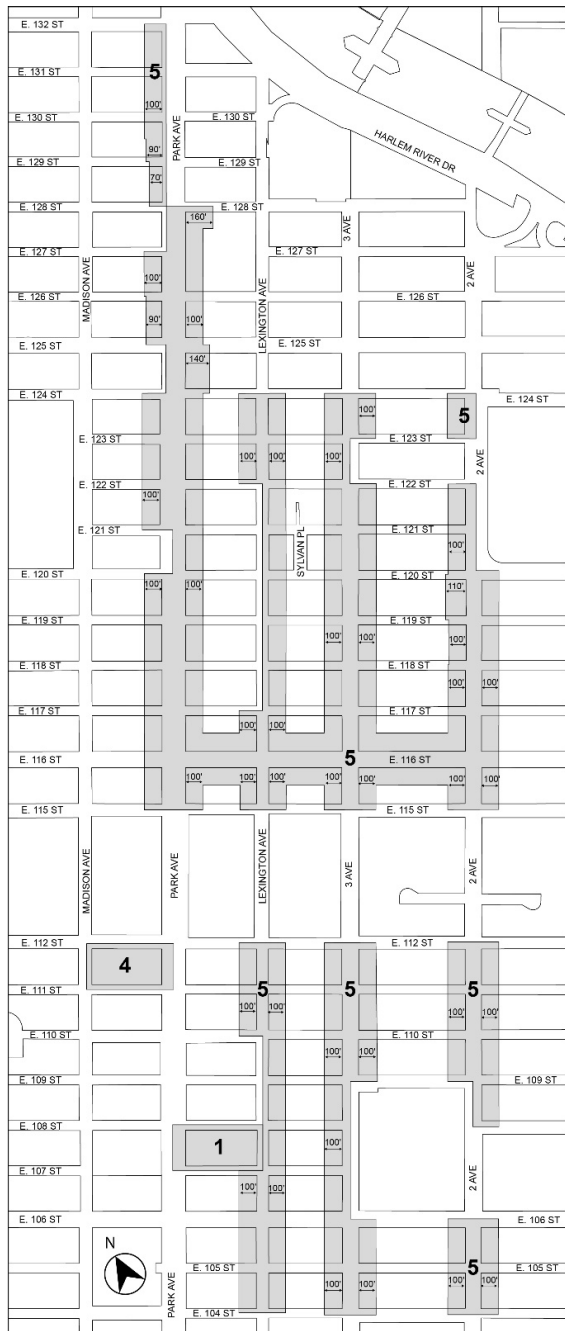 E. 132 ST
5
E. 131 ST
100'
PARK AVE
E. 130 ST
E. 130 ST
HARLEM RIVER DR
90'
E. 129 ST
E. 129 ST
70'
E. 128 ST
E. 128 ST
160'
3 AVE
E. 127 ST
E. 127 ST
MADISON AVE
100'
LEXINGTON AVE
2 AVE
E. 126 ST
E. 126 ST
90'
100'
E. 125 ST
E. 125 ST
140'
E. 124 ST
E. 124 ST
100'
5
E. 123 ST
E. 123 ST
100'
100'
100'
2 AVE
E. 122 ST
E. 122 ST
100'
SYLVAN PL
E. 121 ST
E. 121 ST
100'
E. 120 ST
E. 120 ST
100'
100'
110'
E. 119 ST
E. 119 ST
100'
100'
100'
E. 118 ST
E. 118 ST
100'
100'
E. 117 ST
E. 117 ST
100'
100'
E. 116 ST
5
E. 116 ST
100'
100'
100'
100'
100'
100'
100'
E. 115 ST
E. 115 ST
MADISON AVE
PARK AVE
LEXINGTON AVE
3 AVE
2 AVE
E. 112 ST
E. 112 ST
4
5
5
5
E. 111 ST
100'
100'
100'
100'
E. 110 ST
E. 110 ST
100'
100'
E. 109 ST
E. 109 ST
E. 108 ST
1
100'
E. 107 ST
100'
100'
2 AVE
E. 106 ST
E. 106 ST
N
E. 105 ST
5
E. 105 ST
100'
100'
100'
100'
PARK AVE
E. 104 ST